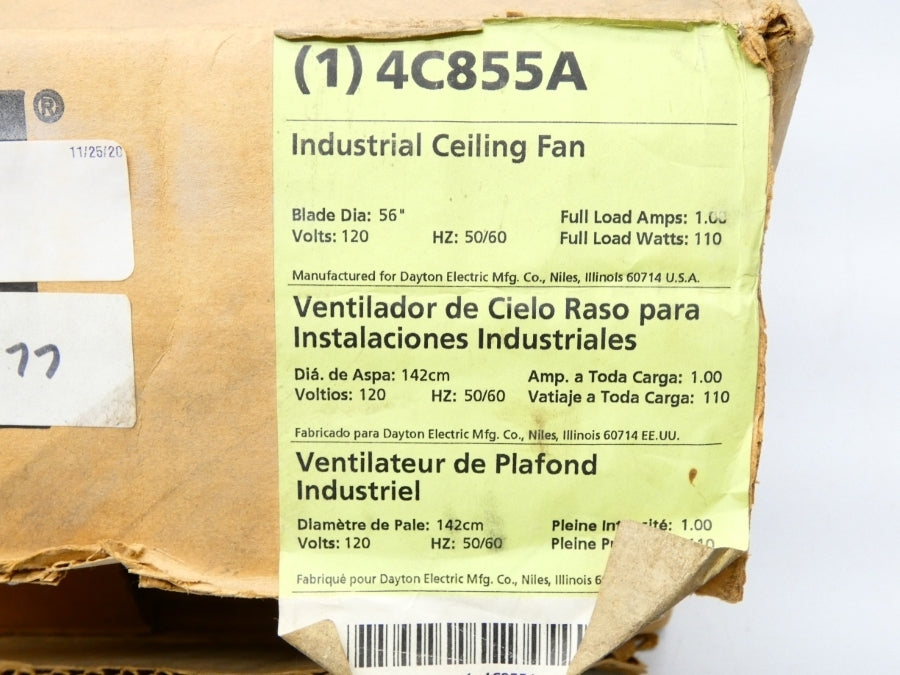 (1) 4C855A
®
11/25/20
Industrial Ceiling Fan
Blade Dia: 56" Full Load Amps: 1.00
Volts: 120 HZ: 50/60 Full Load Watts: 110
Manufactured for Dayton Electric Mfg. Co., Niles, Illinois 60714 U.S.A.
Ventilador de Cielo Raso para
Instalaciones Industriales
77
Diá. de Aspa: 142cm Amp. a Toda Carga: 1.00
Voltios: 120 HZ: 50/60 Vatiaje a Toda Carga: 110
Fabricado para Dayton Electric Mfg. Co., Niles, Illinois 60714 EE.UU.
Ventilateur de Plafond
Industriel
Diamètre de Pale: 142cm Pleine 1.00
Volts: 120 HZ: 50/60 Pleine
Fabriqué pour Dayton Electric Mfg. Co., Niles, Illinois